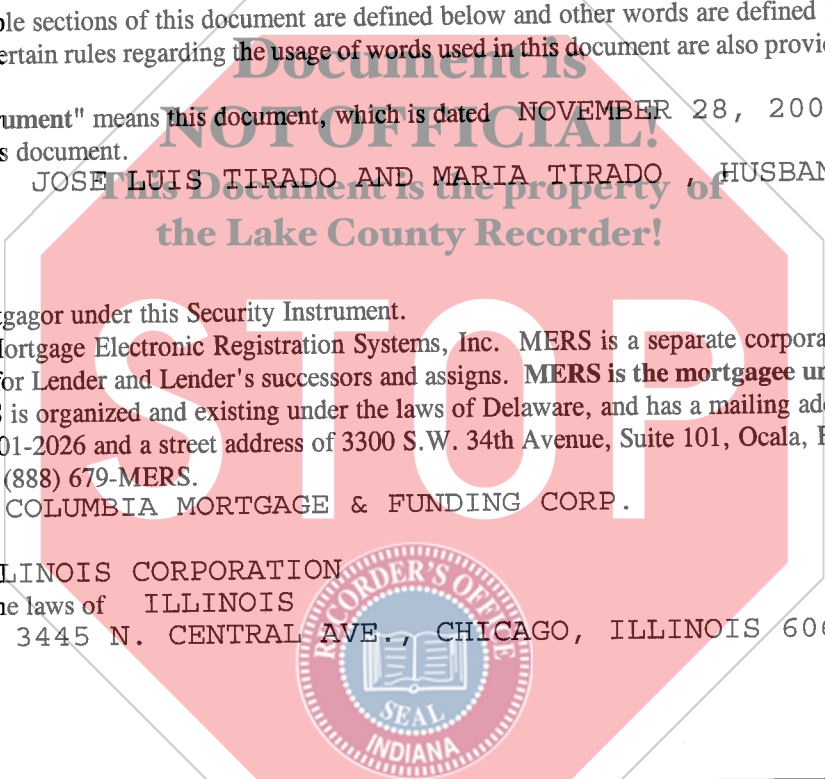 ple sections of this document are defined below and other words are defined
ertain rules regarding the usage of words used in this document are also provi
Document is
ument" means this document, which is dated NOVEMBER 28, 200
NOT OFFICIAL!
s document.
JOSE LUIS TIRADO AND MARIA TIRADO , HUSBAN
This Document is the property of
the Lake County Recorder!
STOP
tgagor under this Security Instrument.
Mortgage Electronic Registration Systems, Inc. MERS is a separate corpora
for Lender and Lender's successors and assigns. MERS is the mortgagee un
S is organized and existing under the laws of Delaware, and has a mailing ad
01-2026 and a street address of 3300 S.W. 34th Avenue, Suite 101, Ocala, F
(888) 679-MERS.
COLUMBIA MORTGAGE & FUNDING CORP.
LINOIS CORPORATION
he laws of ILLINOIS
3445 N. CENTRAL AVE., CHICAGO, ILLINOIS 606
RECORDER'S OFFICE
SEAL
INDIANA